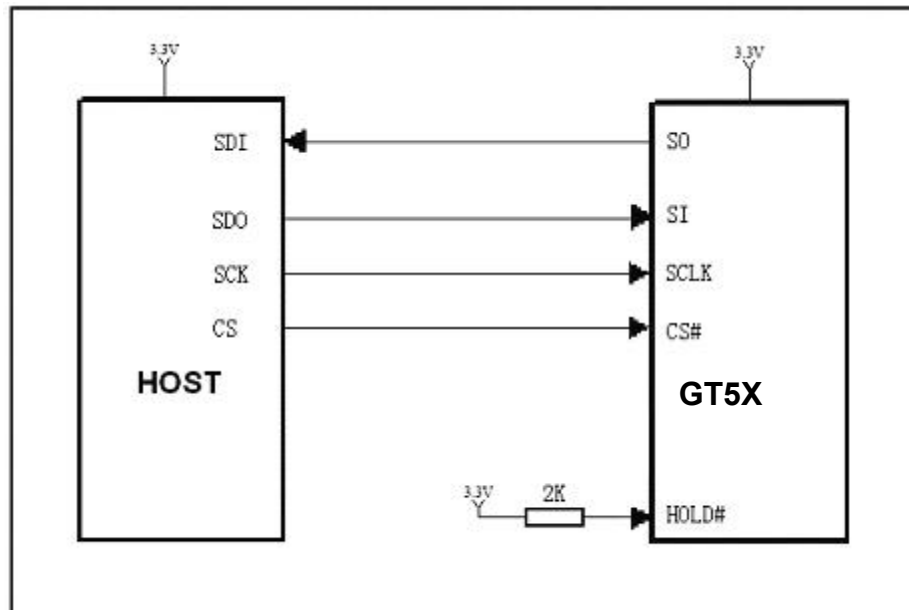 3.3V 3.3V
SDI SO
SDO SI
SCK SCLK
CS CS#
HOST GT5X
3.3V 2K HOLD#